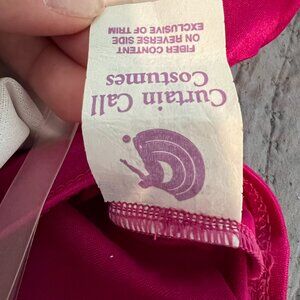 Curtain Call
Costumes
FIBER CONTENT
ON REVERSE SIDE
EXCLUSIVE OF TRIM